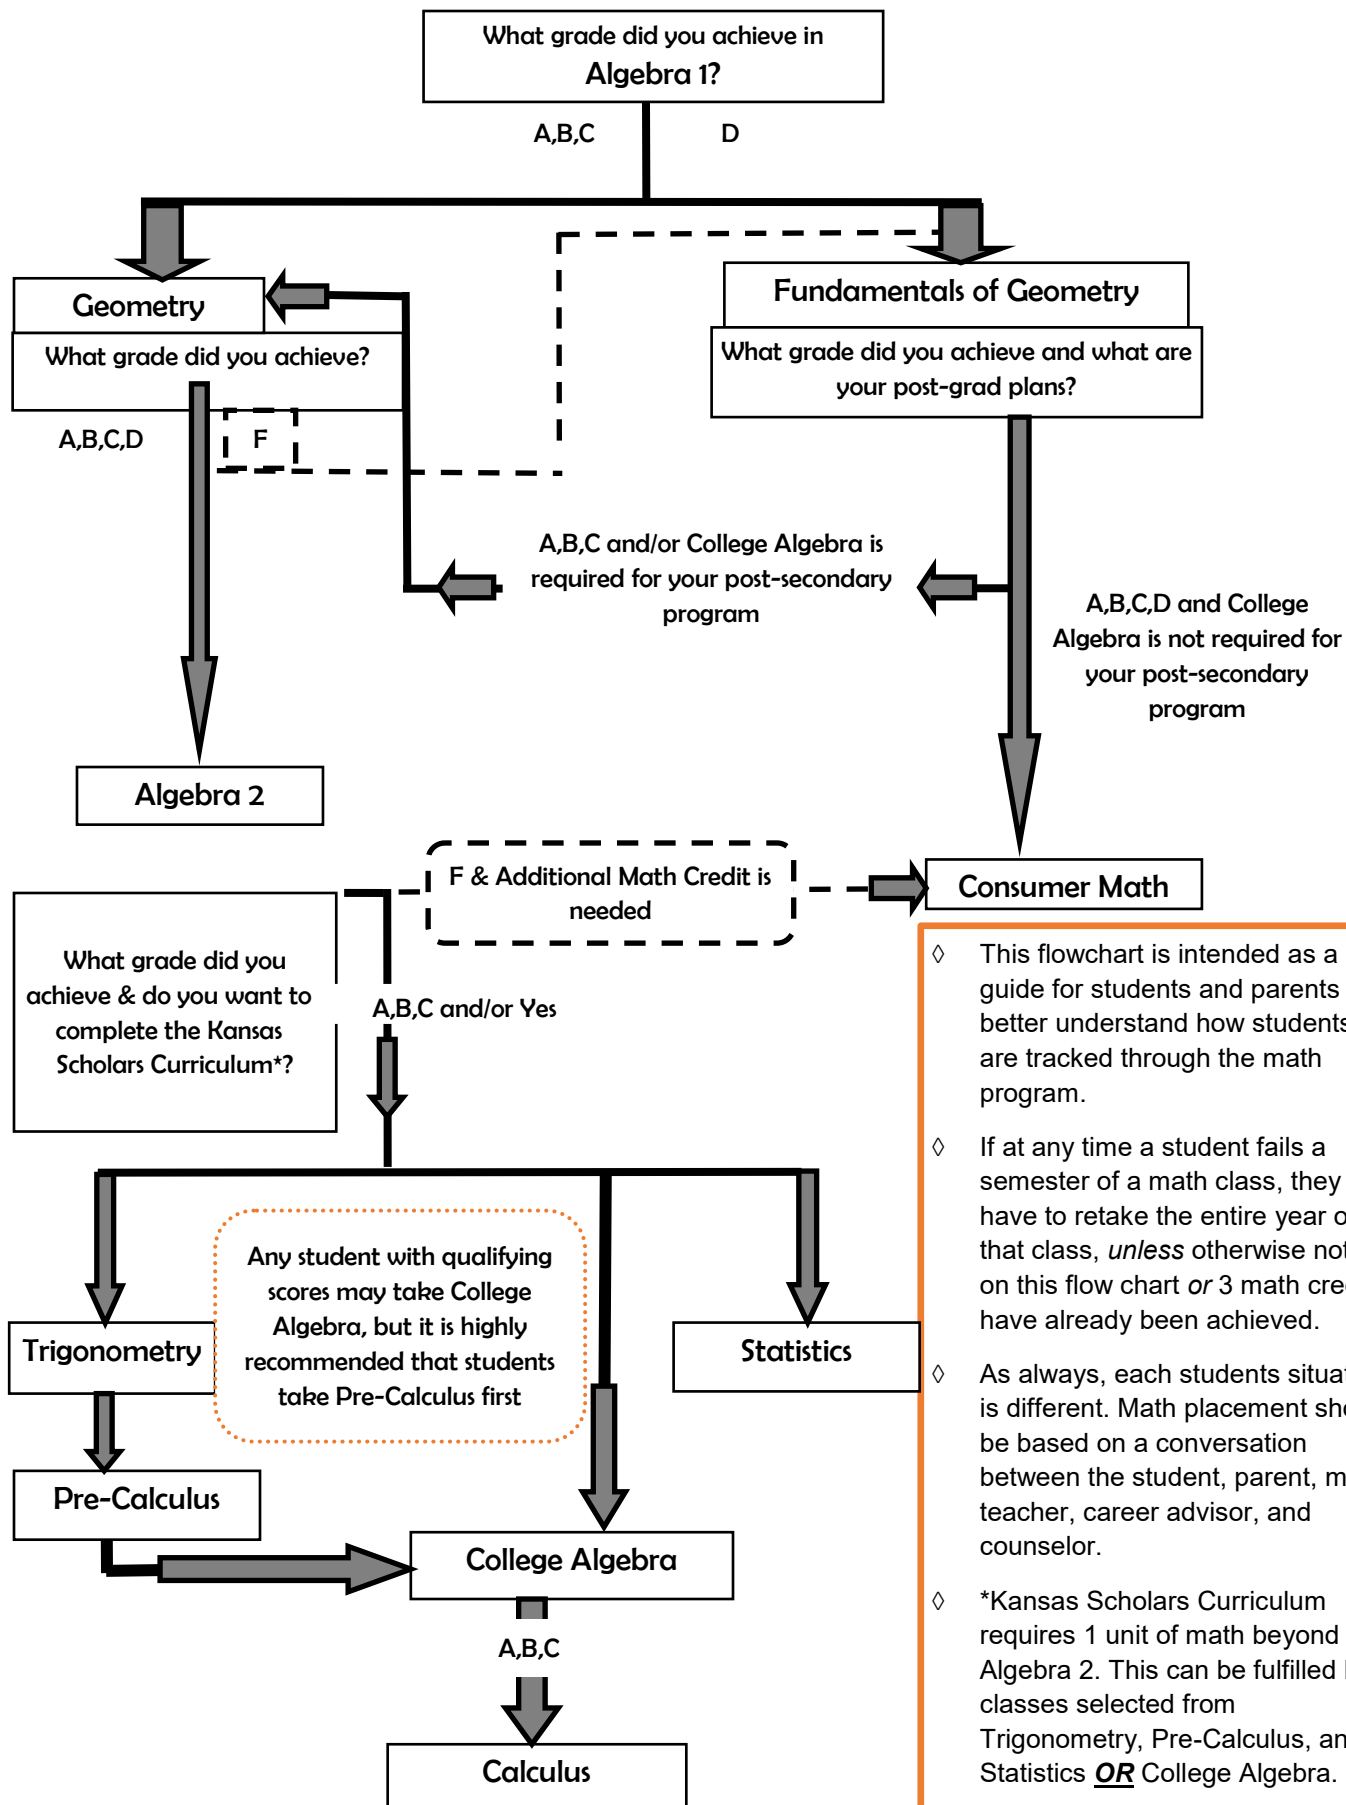 What grade did you achieve in
Algebra 1?
A,B,C
D
Geometry
What grade did you achieve?
Fundamentals of Geometry
What grade did you achieve and what are
your post-grad plans?
A,B,C,D
F
A,B,C and/or College Algebra is
required for your post-secondary
program
A,B,C,D and College
Algebra is not required for
your post-secondary
program
Algebra 2
F & Additional Math Credit is
needed
Consumer Math
What grade did you
achieve & do you want to
complete the Kansas
Scholars Curriculum*?
A,B,C and/or Yes
Any student with qualifying
scores may take College
Algebra, but it is highly
recommended that students
take Pre-Calculus first
Trigonometry
Statistics
Pre-Calculus
College Algebra
A,B,C
Calculus
◊ This flowchart is intended as a
guide for students and parents
better understand how students
are tracked through the math
program.
◊ If at any time a student fails a
semester of a math class, they
have to retake the entire year
that class, unless otherwise
on this flow chart or 3 math
have already been achieved.
◊ As always, each students
is different. Math placement
be based on a conversation
between the student, parent,
teacher, career advisor, and
counselor.
◊ *Kansas Scholars Curriculum
requires 1 unit of math beyond
Algebra 2. This can be fulfilled
classes selected from
Trigonometry, Pre-Calculus,
Statistics OR College Algebra.